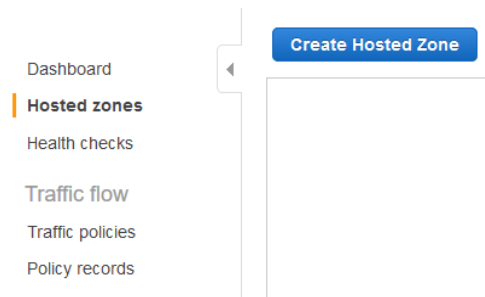 Create Hosted Zone
Dashboard
Hosted zones
Health checks
Traffic flow
Traffic policies
Policy records